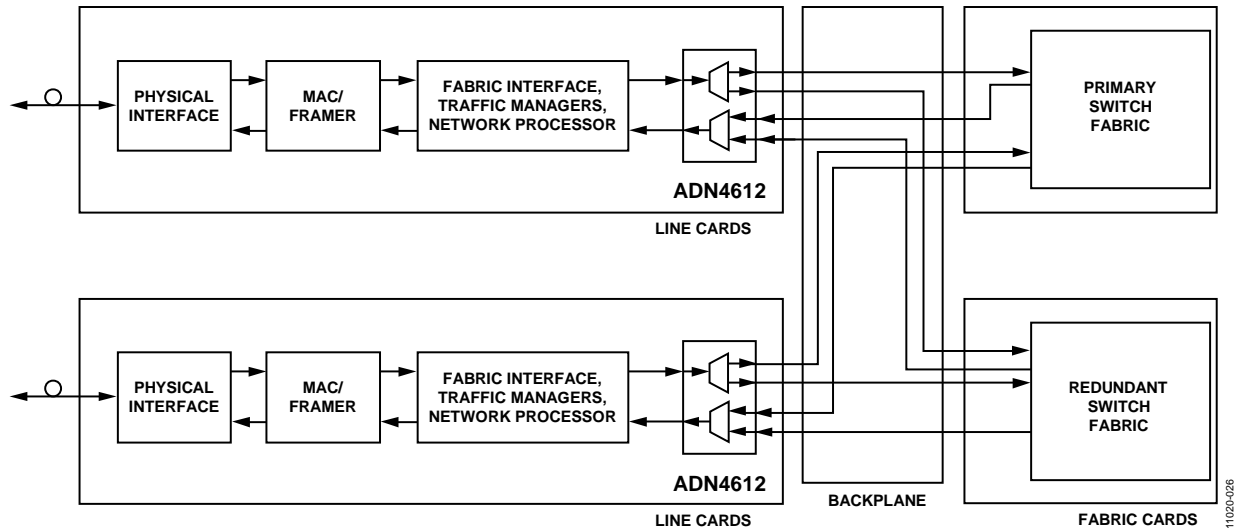 PHYSICAL
INTERFACE
MAC/
FRAMER
FABRIC INTERFACE,
TRAFFIC MANAGERS,
NETWORK PROCESSOR
ADN4612
LINE CARDS
PRIMARY
SWITCH
FABRIC
PHYSICAL
INTERFACE
MAC/
FRAMER
FABRIC INTERFACE,
TRAFFIC MANAGERS,
NETWORK PROCESSOR
ADN4612
LINE CARDS
BACKPLANE
REDUNDANT
SWITCH
FABRIC
FABRIC CARDS
11020-026